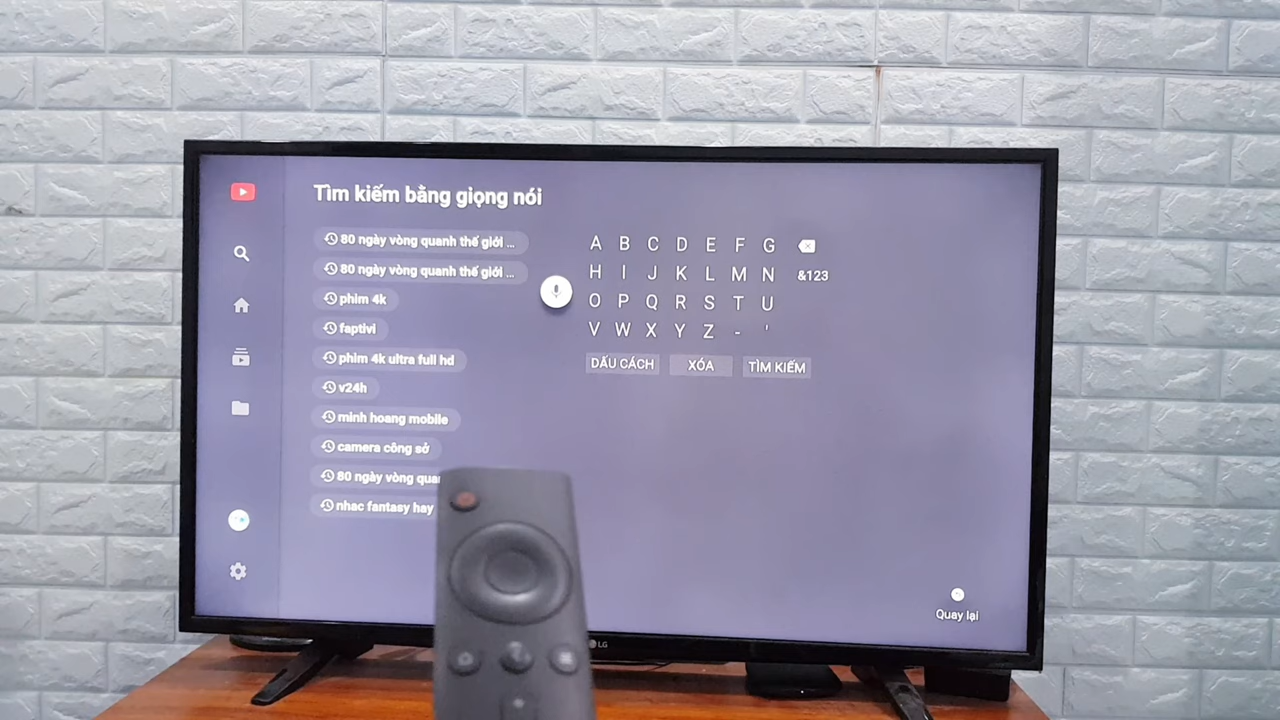 Tìm kiếm bằng giọng nói
80 ngày vòng quanh thế giới ...
80 ngày vòng quanh thế giới ...
phim 4k
faptivi
phim 4k ultra full hd
v24h
minh hoang mobile
camera công sở
80 ngày vòng
nhac fantasy hay
A B C D E F G
H I J K L M N &123
O P Q R S T U
V W X Y Z - '
DẤU CÁCH XÓA TÌM KIẾM
Quay lại
LG